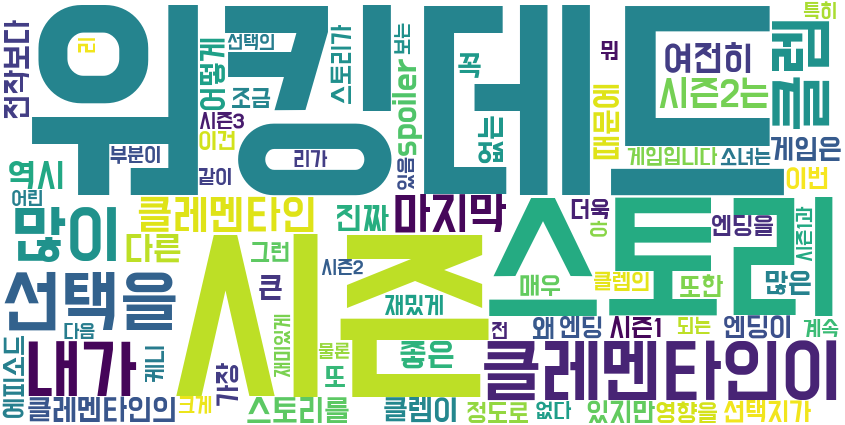 워킹데드
시즌
스토리
클레멘타인이
선택을
내가
많이
마지막
클레멘타인
다른
진짜
역시
어린
전작보다
리
어떻게
선택의
조금
시즌3
이건
부분이
같이
리가
스토리가
보는
spoiler
있음
꼭
없는
뭐
때문에
여전히
시즌2는
게임입니다
소녀는
게임은
이번
특히
더욱
ㅎ
엔딩을
시즌1과
많은
또한
클렘의
매우
그런
큰
시즌2
재밌게
재미있게
물론
좋은
또
가장
전
왜
엔딩
시즌1
되는
엔딩이
계속
다음
케니
에피소드
클레멘타인의
크게
스토리를
클렘이
정도로
없다
있지만
영향을
선택지가